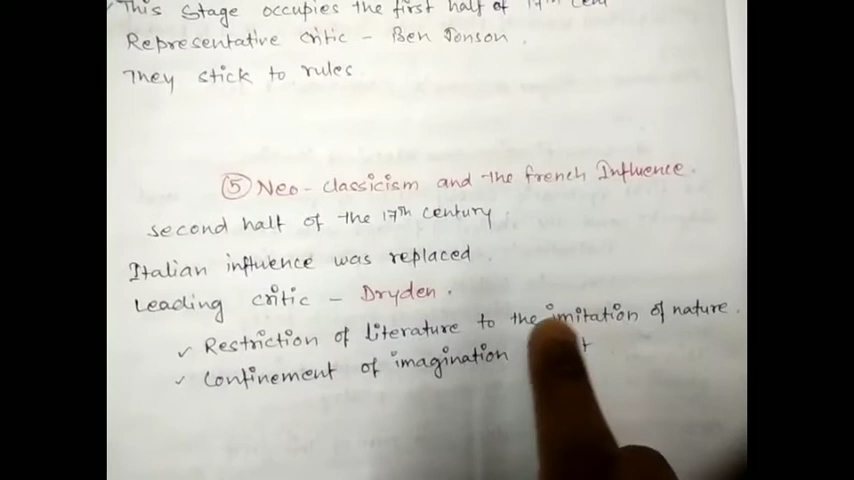 This stage occupies the first half of 17th cent
Representative critic - Ben Jonson.
They stick to rules
⑤ Neo-classicism and the french Influence.
second half of the 17th century.
Italian influence was replaced.
Leading critic - Dryden.
✓ Restriction of literature to the imitation of nature.
✓ Confinement of imagination